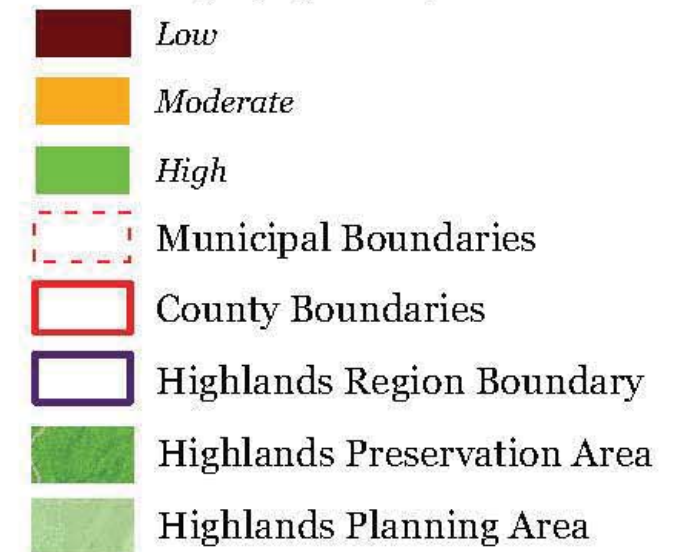 Low
Moderate
High
Municipal Boundaries
County Boundaries
Highlands Region Boundary
Highlands Preservation Area
Highlands Planning Area